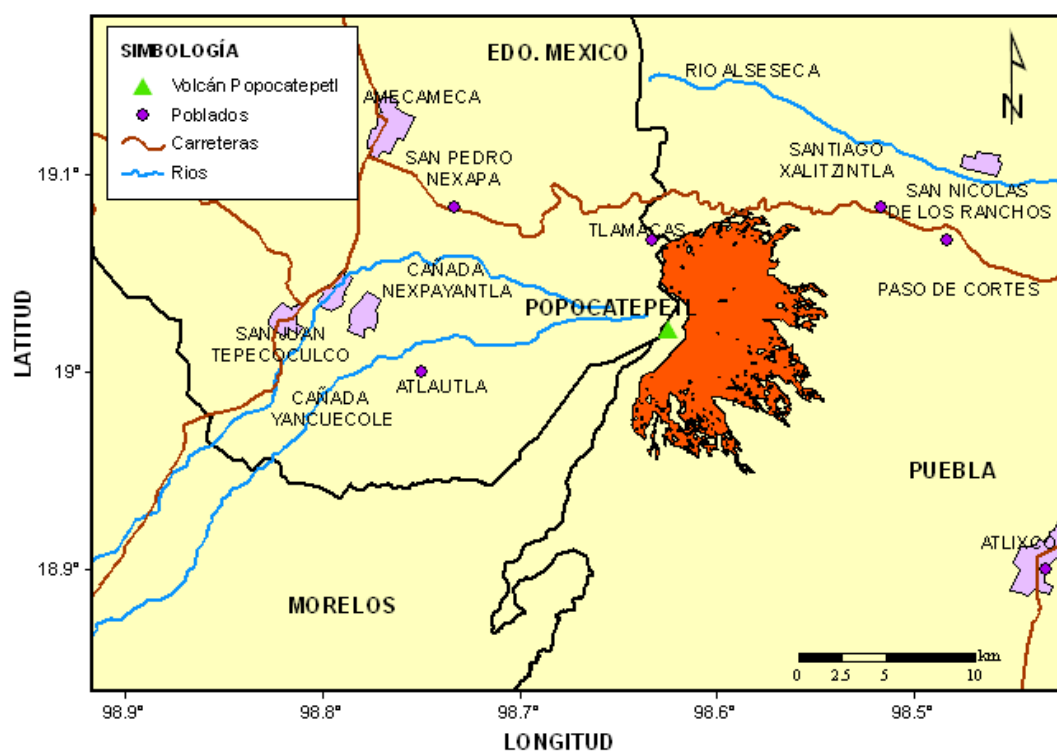 SIMBOLOGÍA
Volcán Popocatepetl
Poblados
Carreteras
Rios
EDO. MEXICO
RIO ALSESECA
N
AMECAMECA
SAN PEDRO
NEXAPA
SANTIAGO
XALITZINTLA
SAN NICOLAS
DE LOS RANCHOS
TLAMACAS
CAÑADA
NEXPAYANTLA
PASO DE CORTES
POPOCATEPETL
SAN JUAN
TEPECOCULCO
ATLAUTLA
CAÑADA
YANCUECOLE
PUEBLA
ATLIXCO
MORELOS
km
0 2.5 5 10
LATITUD
19.1°
19°
18.9°
98.9° 98.8° 98.7° 98.6° 98.5°
LONGITUD